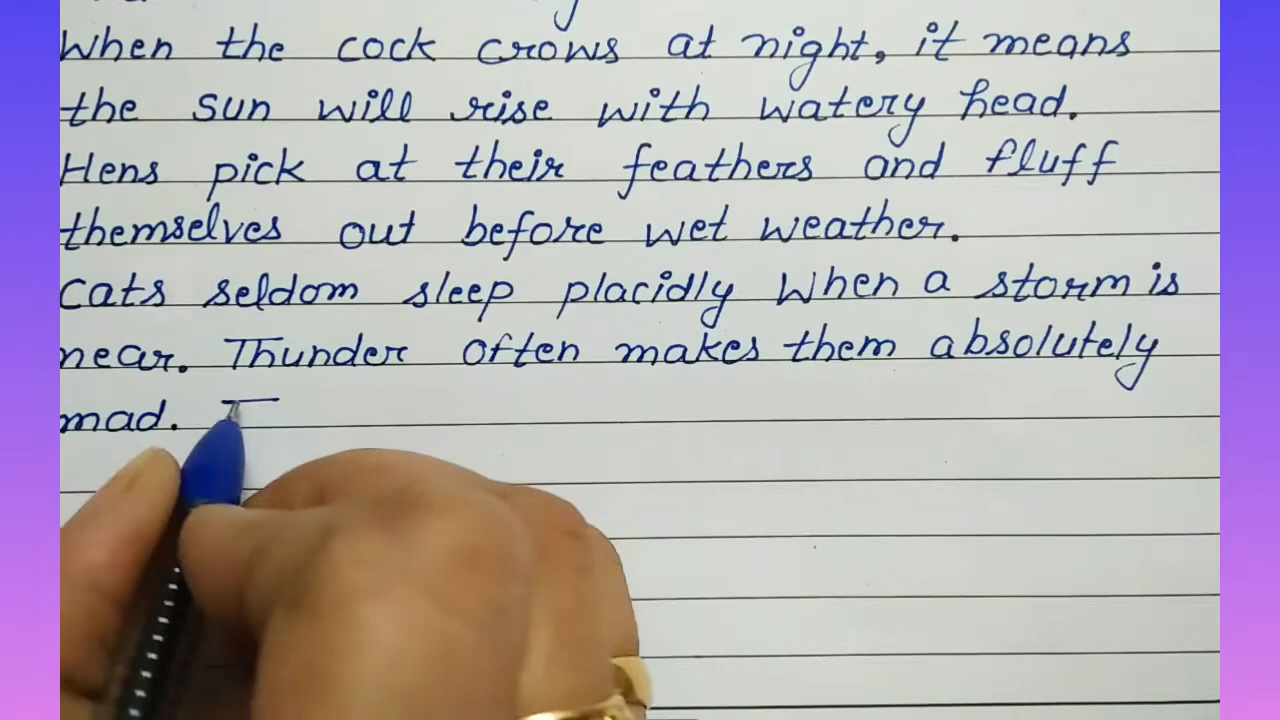 When the cock crows at night, it means
the sun will rise with watery head.
Hens pick at their feathers and fluff
themselves out before wet weather.
Cats seldom sleep placidly when a storm is
near. Thunder often makes them absolutely
mad. T